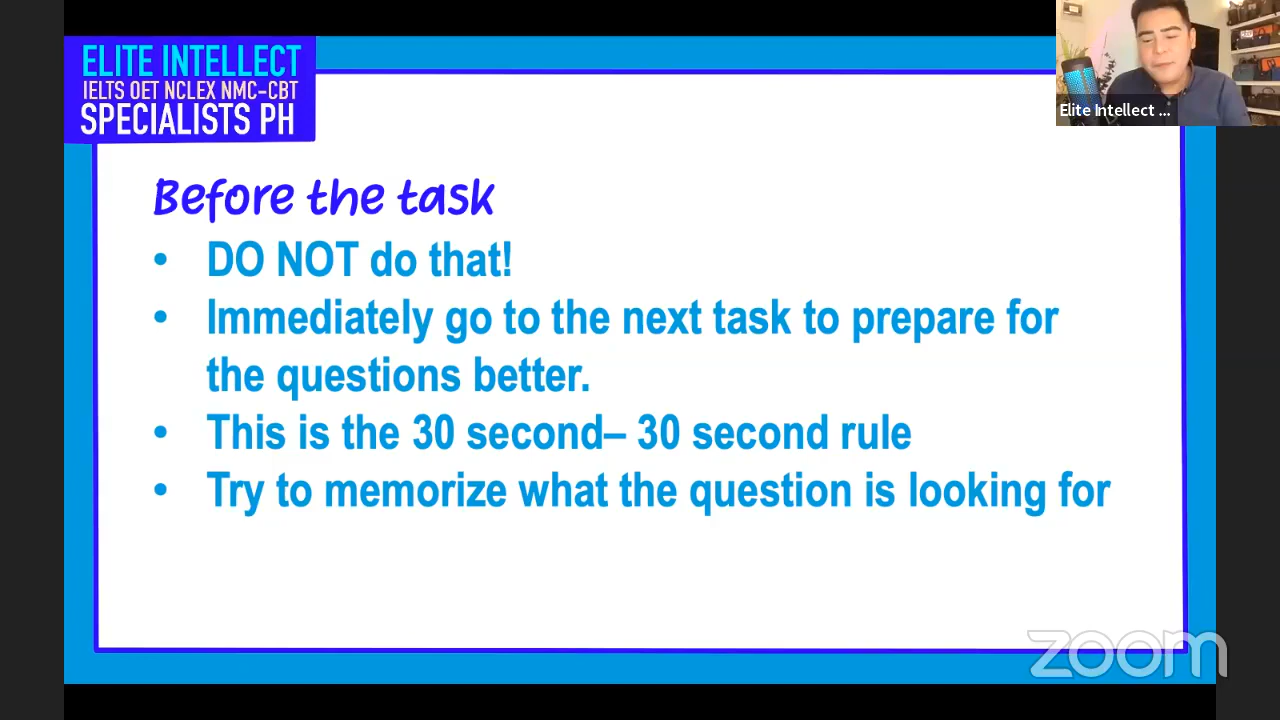 ELITE INTELLECT
IELTS OET NCLEX NMC-CBT
SPECIALISTS PH
Elite Intellect ...
Before the task
• DO NOT do that!
• Immediately go to the next task to prepare for
the questions better.
• This is the 30 second– 30 second rule
• Try to memorize what the question is looking for
zoom